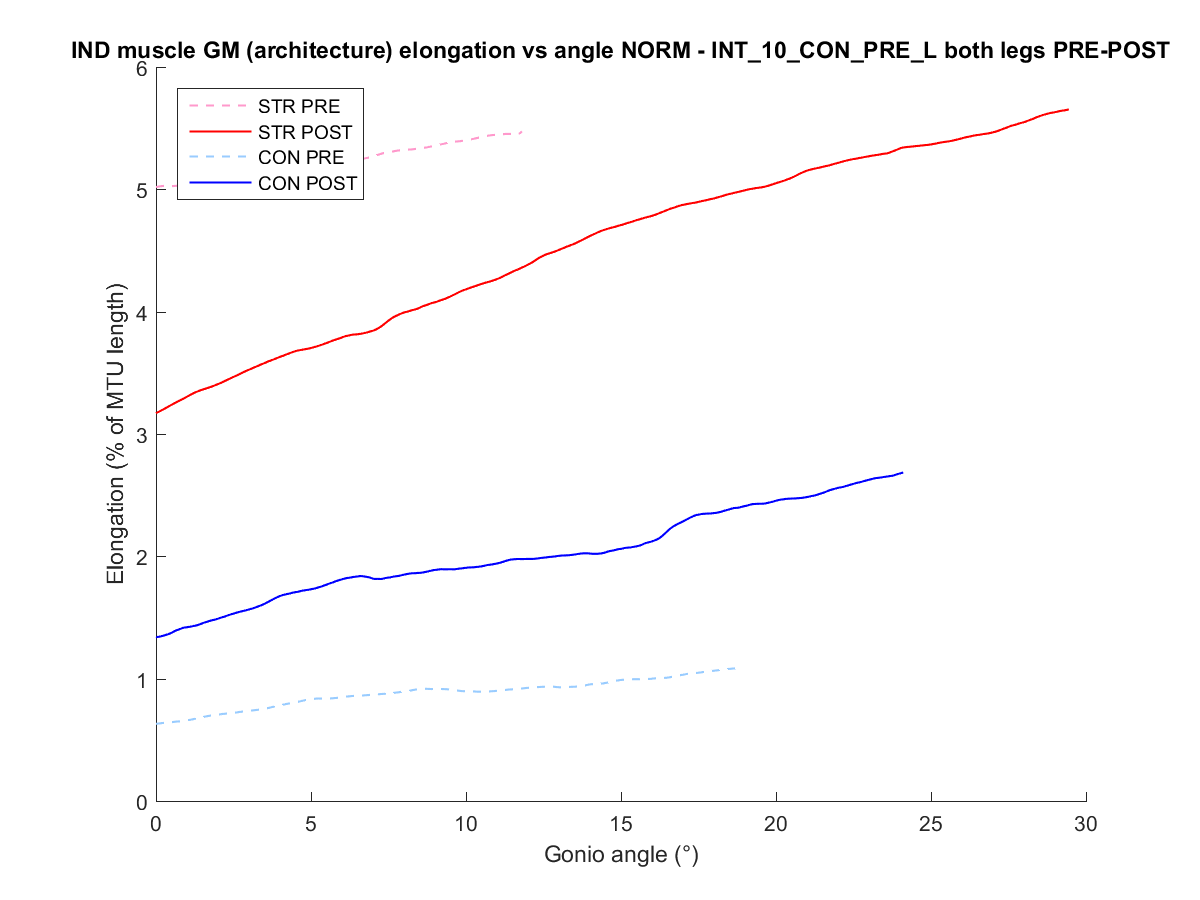 IND muscle GM (architecture) elongation vs angle NORM - INT_10_CON_PRE_L both legs PRE-POST
6
STR PRE
STR POST
CON PRE
CON POST
5
4
3
2
1
0
Elongation (% of MTU length)
0 5 10 15 20 25 30
Gonio angle (°)